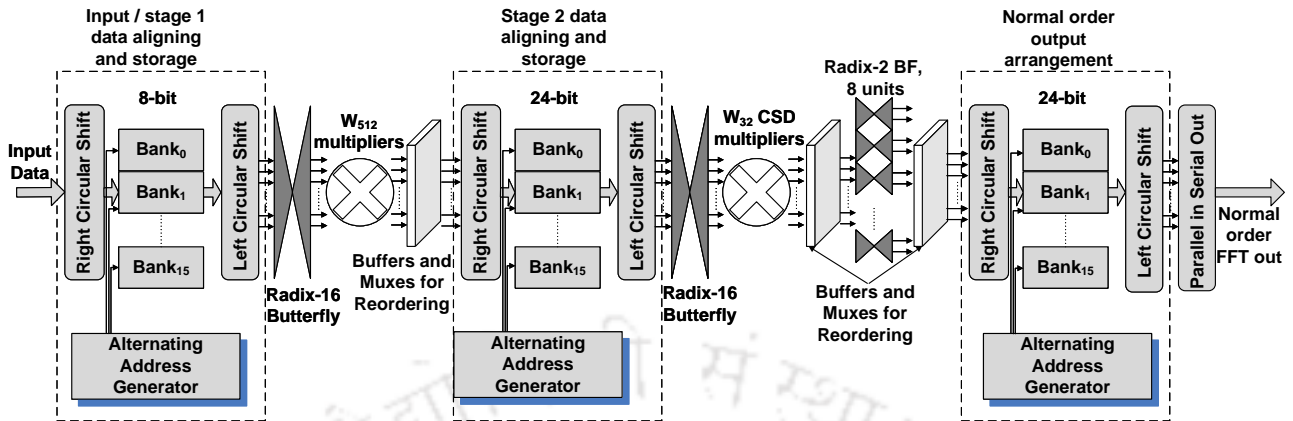 Input / stage 1
data aligning
and storage
8-bit
Input
Data
Right Circular Shift
Bank0
Bank1
Bank15
Left Circular Shift
Alternating
Address
Generator
Radix-16
Butterfly
W512
multipliers
Buffers and
Muxes for
Reordering
Stage 2 data
aligning and
storage
24-bit
Right Circular Shift
Bank0
Bank1
Bank15
Left Circular Shift
Alternating
Address
Generator
Radix-16
Butterfly
W32 CSD
multipliers
Radix-2 BF,
8 units
Buffers and
Muxes for
Reordering
Normal order
output
arrangement
24-bit
Right Circular Shift
Bank0
Bank1
Bank15
Left Circular Shift
Alternating
Address
Generator
Parallel in Serial Out
Normal
order
FFT out